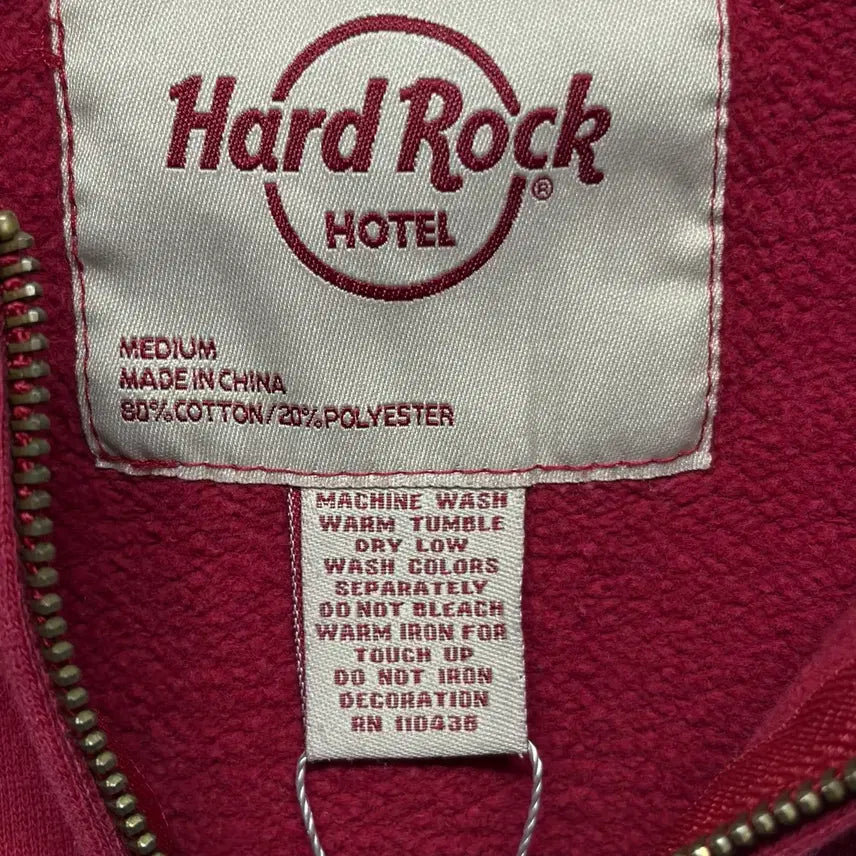 Hard Rock
HOTEL
®
MEDIUM
MADE IN CHINA
80% COTTON/20% POLYESTER
MACHINE WASH
WARM TUMBLE
DRY LOW
WASH COLORS
SEPARATELY
DO NOT BLEACH
WARM IRON FOR
TOUCH UP
DO NOT IRON
DECORATION
RN 110436